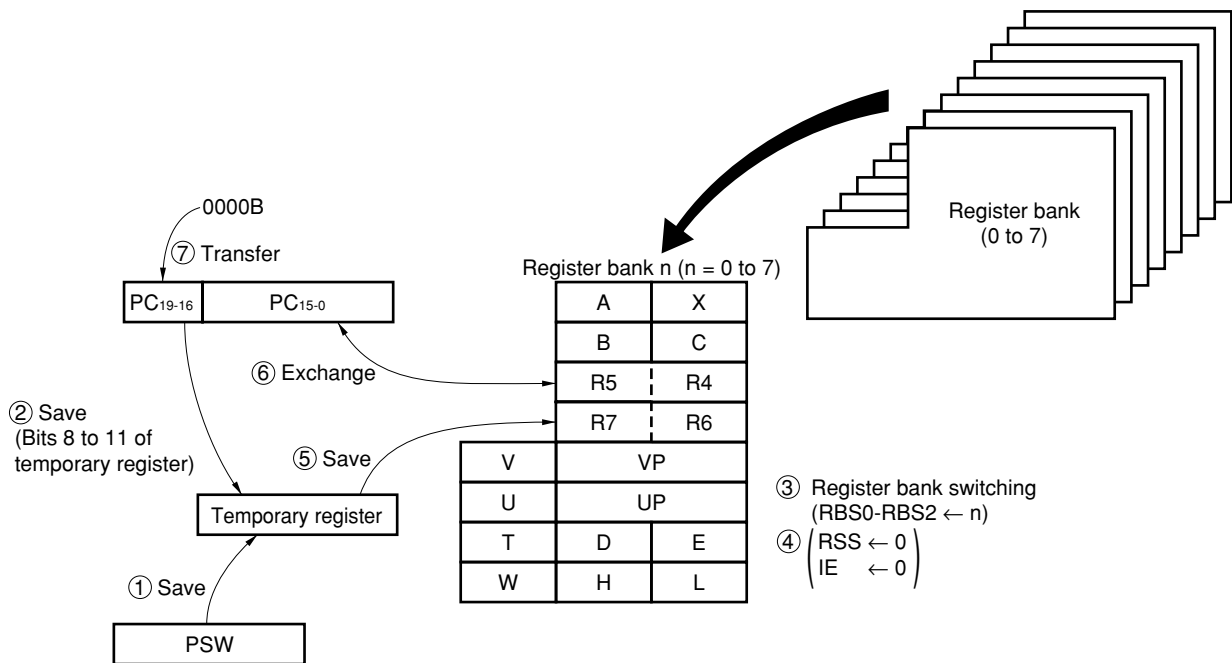 Register bank
(0 to 7)
0000B
⑦ Transfer
Register bank n (n = 0 to 7)
PC19-16
PC15-0
A
X
B
C
⑥ Exchange
R5
R4
R7
R6
② Save
(Bits 8 to 11 of
temporary register)
⑤ Save
V
VP
U
UP
③ Register bank switching
(RBS0-RBS2 ← n)
Temporary register
T
D
E
④ RSS ← 0
IE ← 0
W
H
L
① Save
PSW